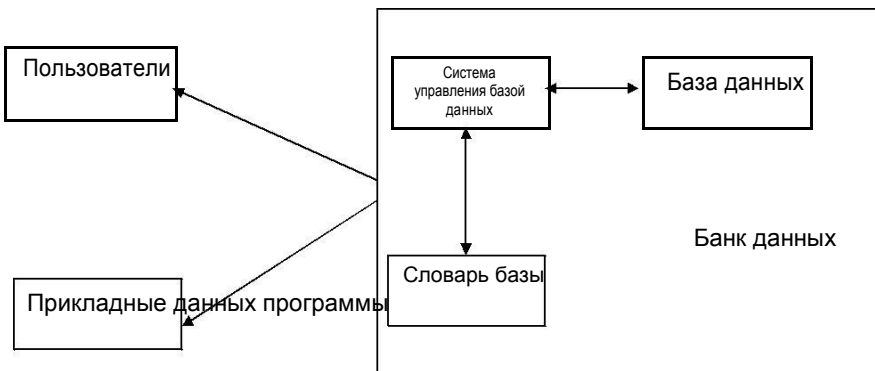 Пользователи
Система
управления базой
данных
База данных
Банк данных
Словарь базы
Прикладные данных программы